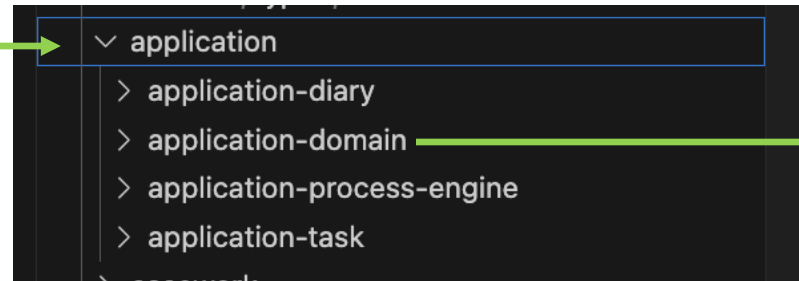 application
application-diary
application-domain
application-process-engine
application-task